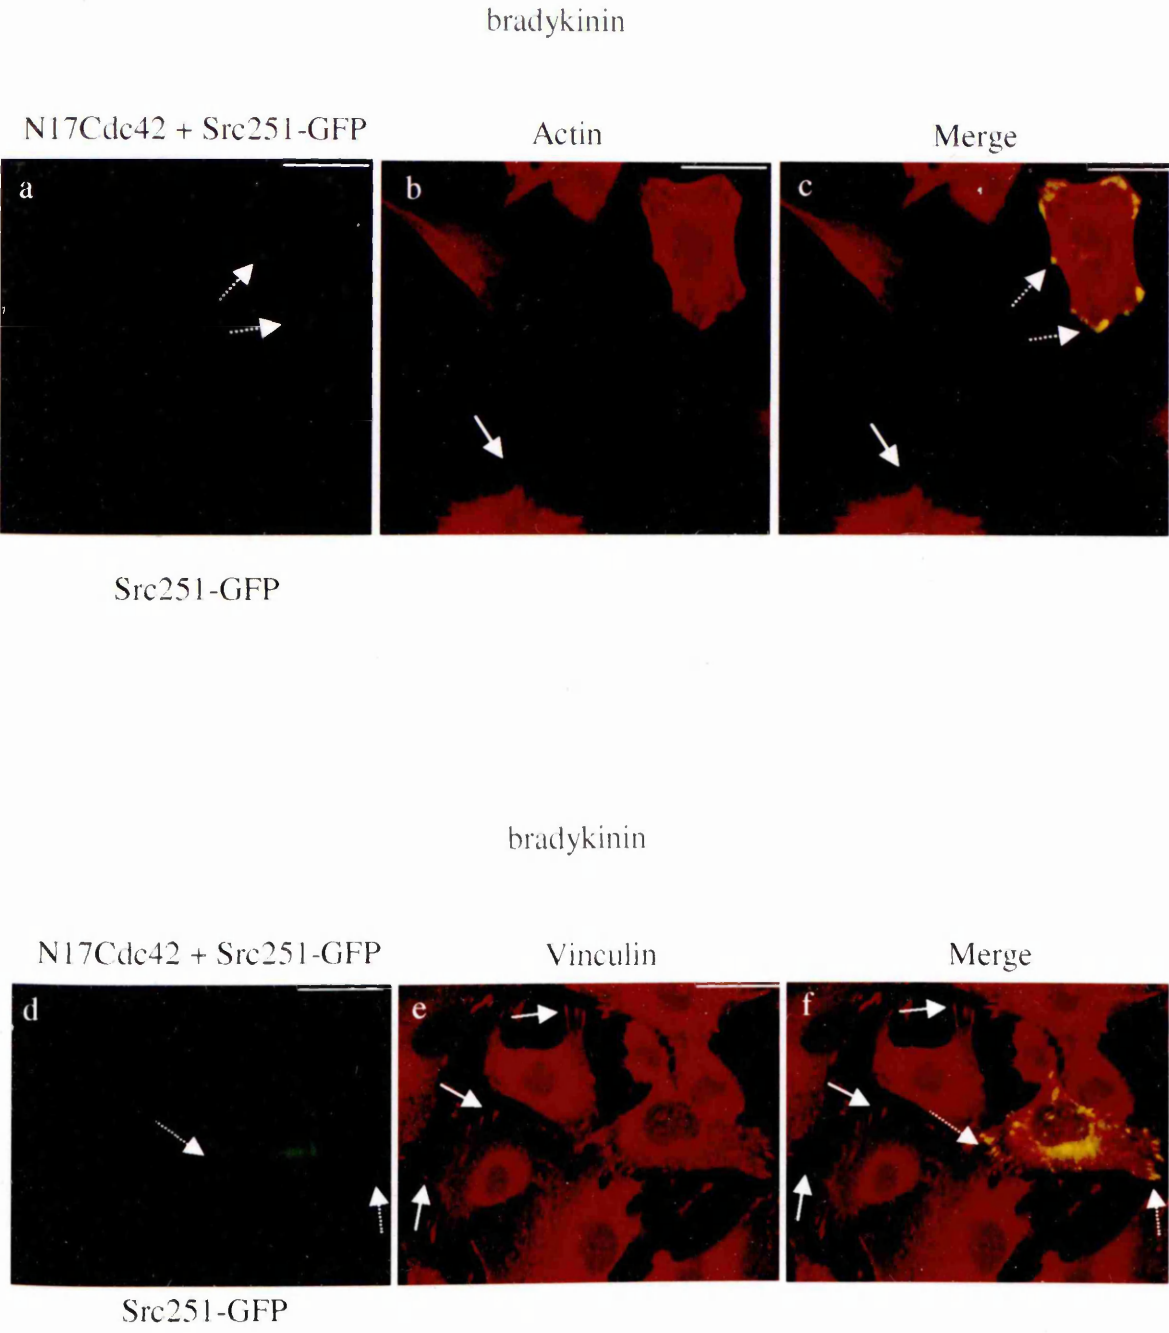 bradykinin
N17Cdc42 + Src251-GFP Actin Merge
a b c
Src251-GFP
bradykinin
N17Cdc42 + Src251-GFP Vinculin Merge
d e f
Src251-GFP